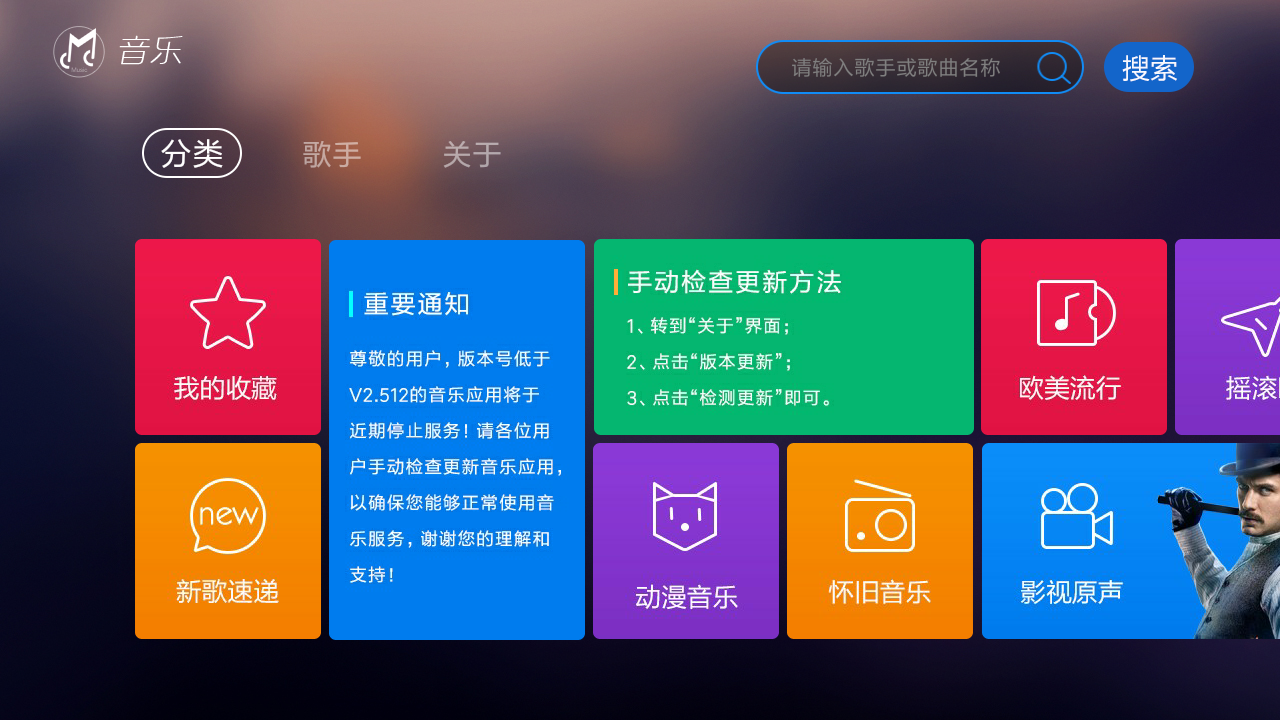 音乐
Music
请输入歌手或歌曲名称
搜索
分类
歌手
关于
我的收藏
重要通知
尊敬的用户，版本号低于
V2.512的音乐应用将于
近期停止服务！请各位用
户手动检查更新音乐应用，
以确保您能够正常使用音
乐服务，谢谢您的理解和
支持！
手动检查更新方法
1、转到“关于”界面；
2、点击“版本更新”；
3、点击“检测更新”即可。
欧美流行
摇滚
new
新歌速递
动漫音乐
怀旧音乐
影视原声